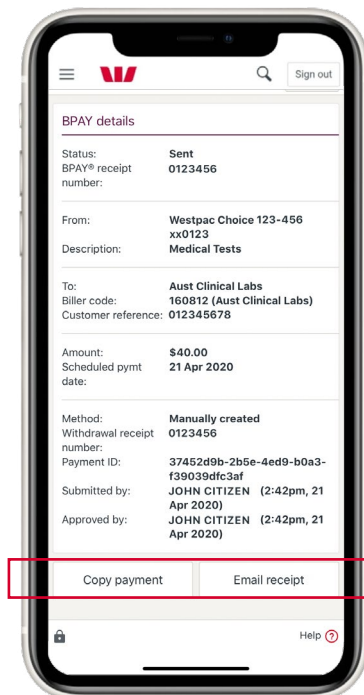 Sign out
BPAY details
Status: Sent
BPAY® receipt 0123456
number:
From: Westpac Choice 123-456
xx0123
Description: Medical Tests
To: Aust Clinical Labs
Biller code: 160812 (Aust Clinical Labs)
Customer reference: 012345678
Amount: $40.00
Scheduled pymt 21 Apr 2020
date:
Method: Manually created
Withdrawal receipt 0123456
number:
Payment ID: 37452d9b-2b5e-4ed9-b0a3-
f39039dfc3af
Submitted by: JOHN CITIZEN (2:42pm, 21
Apr 2020)
Approved by: JOHN CITIZEN (2:42pm, 21
Apr 2020)
Copy payment Email receipt
Help ?